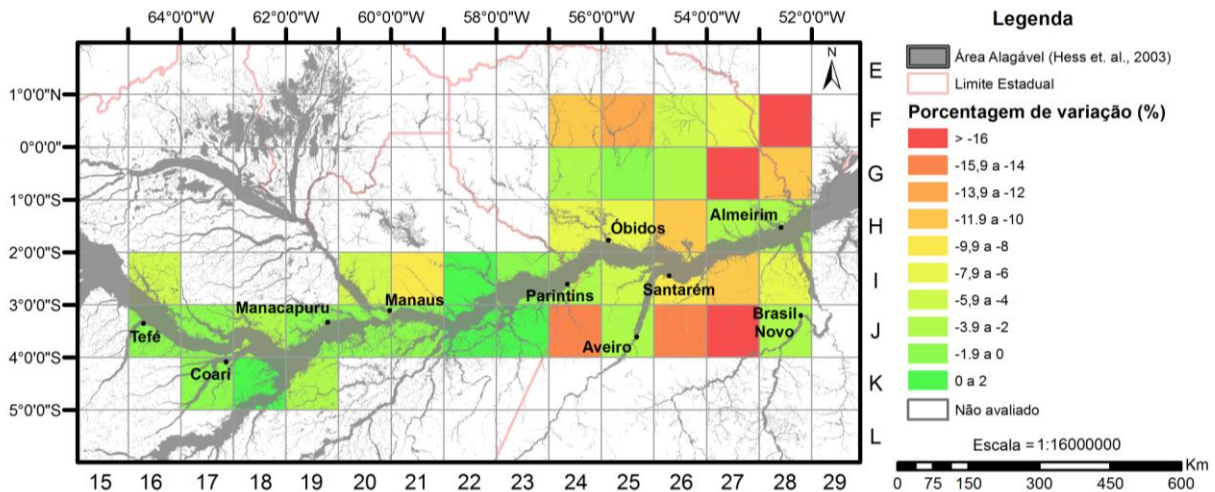 64°0'0"W 62°0'0"W 60°0'0"W 58°0'0"W 56°0'0"W 54°0'0"W 52°0'0"W
1°0'0"N
0°0'0"
1°0'0"S
2°0'0"S
3°0'0"S
4°0'0"S
5°0'0"S
N
E
F
G
H
I
J
K
L
Almeirim
Óbidos
Santarém
Parintins
Manaus
Manacapuru
Tefé
Coari
Aveiro
Brasil
Novo
15 16 17 18 19 20 21 22 23 24 25 26 27 28 29
Legenda
Área Alagável (Hess et. al., 2003)
Limite Estadual
Porcentagem de variação (%)
> -16
-15,9 a -14
-13,9 a -12
-11.9 a -10
-9,9 a -8
-7,9 a -6
-5,9 a -4
-3.9 a -2
-1.9 a 0
0 a 2
Não avaliado
Escala = 1:16000000
0 75 150 300 450 600 Km